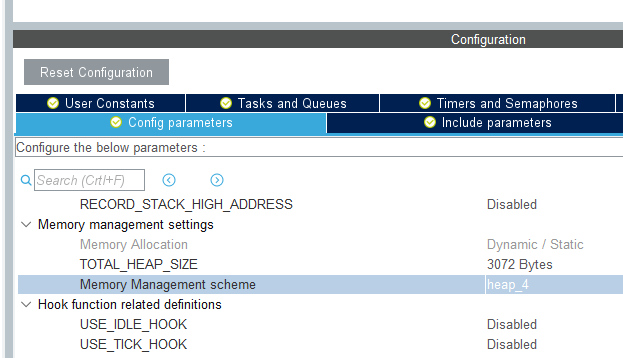 Configuration
Reset Configuration
User Constants Tasks and Queues Timers and Semaphores
Config parameters Include parameters
Configure the below parameters :
Search (Crtl+F)
RECORD_STACK_HIGH_ADDRESS Disabled
Memory management settings
Memory Allocation Dynamic / Static
TOTAL_HEAP_SIZE 3072 Bytes
Memory Management scheme heap_4
Hook function related definitions
USE_IDLE_HOOK Disabled
USE_TICK_HOOK Disabled